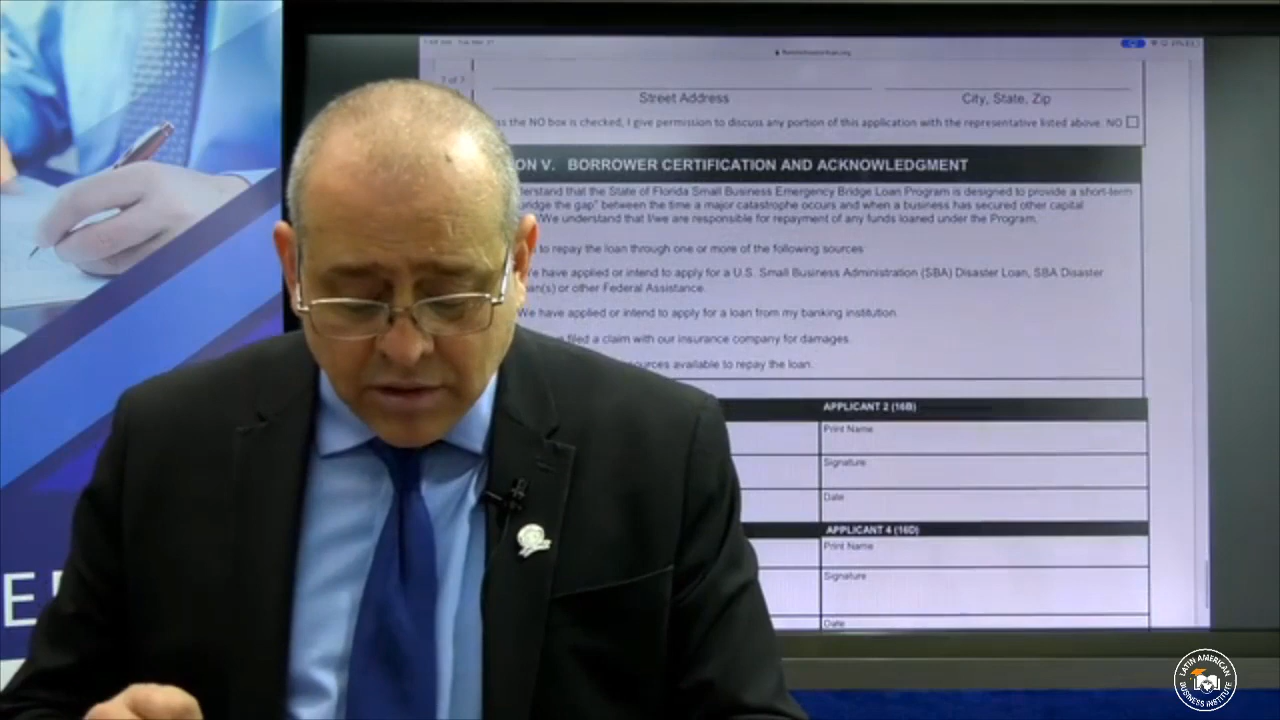 7 of 7
Street Address City, State, Zip
the NO box is checked, I give permission to discuss any portion of this application with the representative listed above. NO
V. BORROWER CERTIFICATION AND ACKNOWLEDGMENT
that the State of Florida Small Business Emergency Bridge Loan Program is designed to provide a short-term
the gap" between the time a major catastrophe occurs and when a business has secured other capital
I/We understand that I/we are responsible for repayment of any funds loaned under the Program.
to repay the loan through one or more of the following sources
have applied or intend to apply for a U.S. Small Business Administration (SBA) Disaster Loan, SBA Disaster
or other Federal Assistance.
We have applied or intend to apply for a loan from my banking institution.
filed a claim with our insurance company for damages.
available to repay the loan.
APPLICANT 2 (16B)
Print Name
Signature
Date
APPLICANT 4 (16D)
Print Name
Signature
Date
LATIN AMERICAN
BUSINESS INSTITUTE